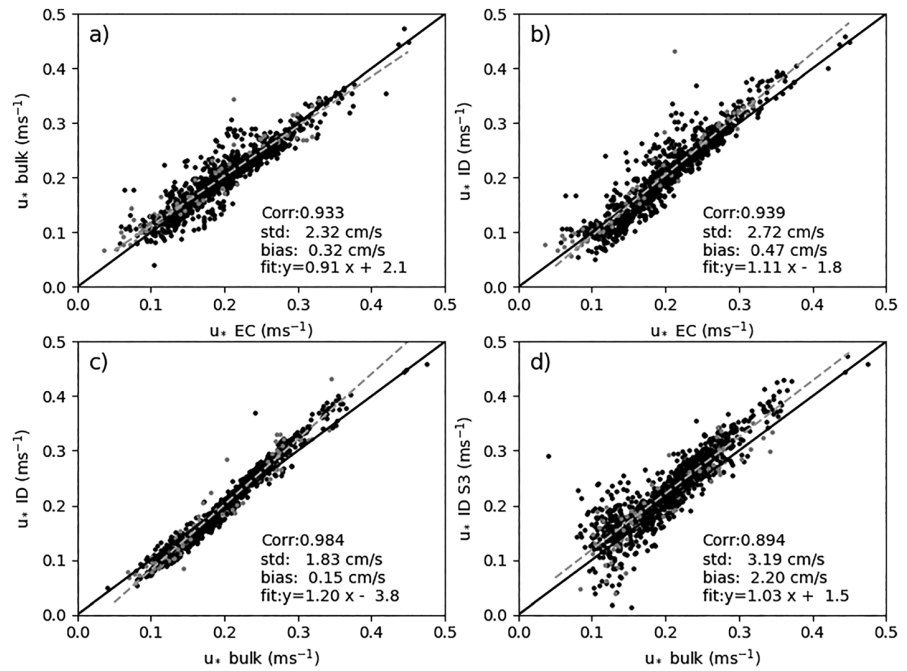 a)
0.5
0.4
0.3
0.2
0.1
0.0
u* bulk (ms⁻¹)
Corr:0.933
std: 2.32 cm/s
bias: 0.32 cm/s
fit:y=0.91 x + 2.1
0.0 0.1 0.2 0.3 0.4 0.5
u* EC (ms⁻¹)
b)
0.5
0.4
0.3
0.2
0.1
0.0
u* ID (ms⁻¹)
Corr:0.939
std: 2.72 cm/s
bias: 0.47 cm/s
fit:y=1.11 x - 1.8
0.0 0.1 0.2 0.3 0.4 0.5
u* EC (ms⁻¹)
c)
0.5
0.4
0.3
0.2
0.1
0.0
u* ID (ms⁻¹)
Corr:0.984
std: 1.83 cm/s
bias: 0.15 cm/s
fit:y=1.20 x - 3.8
0.0 0.1 0.2 0.3 0.4 0.5
u* bulk (ms⁻¹)
d)
0.5
0.4
0.3
0.2
0.1
0.0
u* ID S3 (ms⁻¹)
Corr:0.894
std: 3.19 cm/s
bias: 2.20 cm/s
fit:y=1.03 x + 1.5
0.0 0.1 0.2 0.3 0.4 0.5
u* bulk (ms⁻¹)